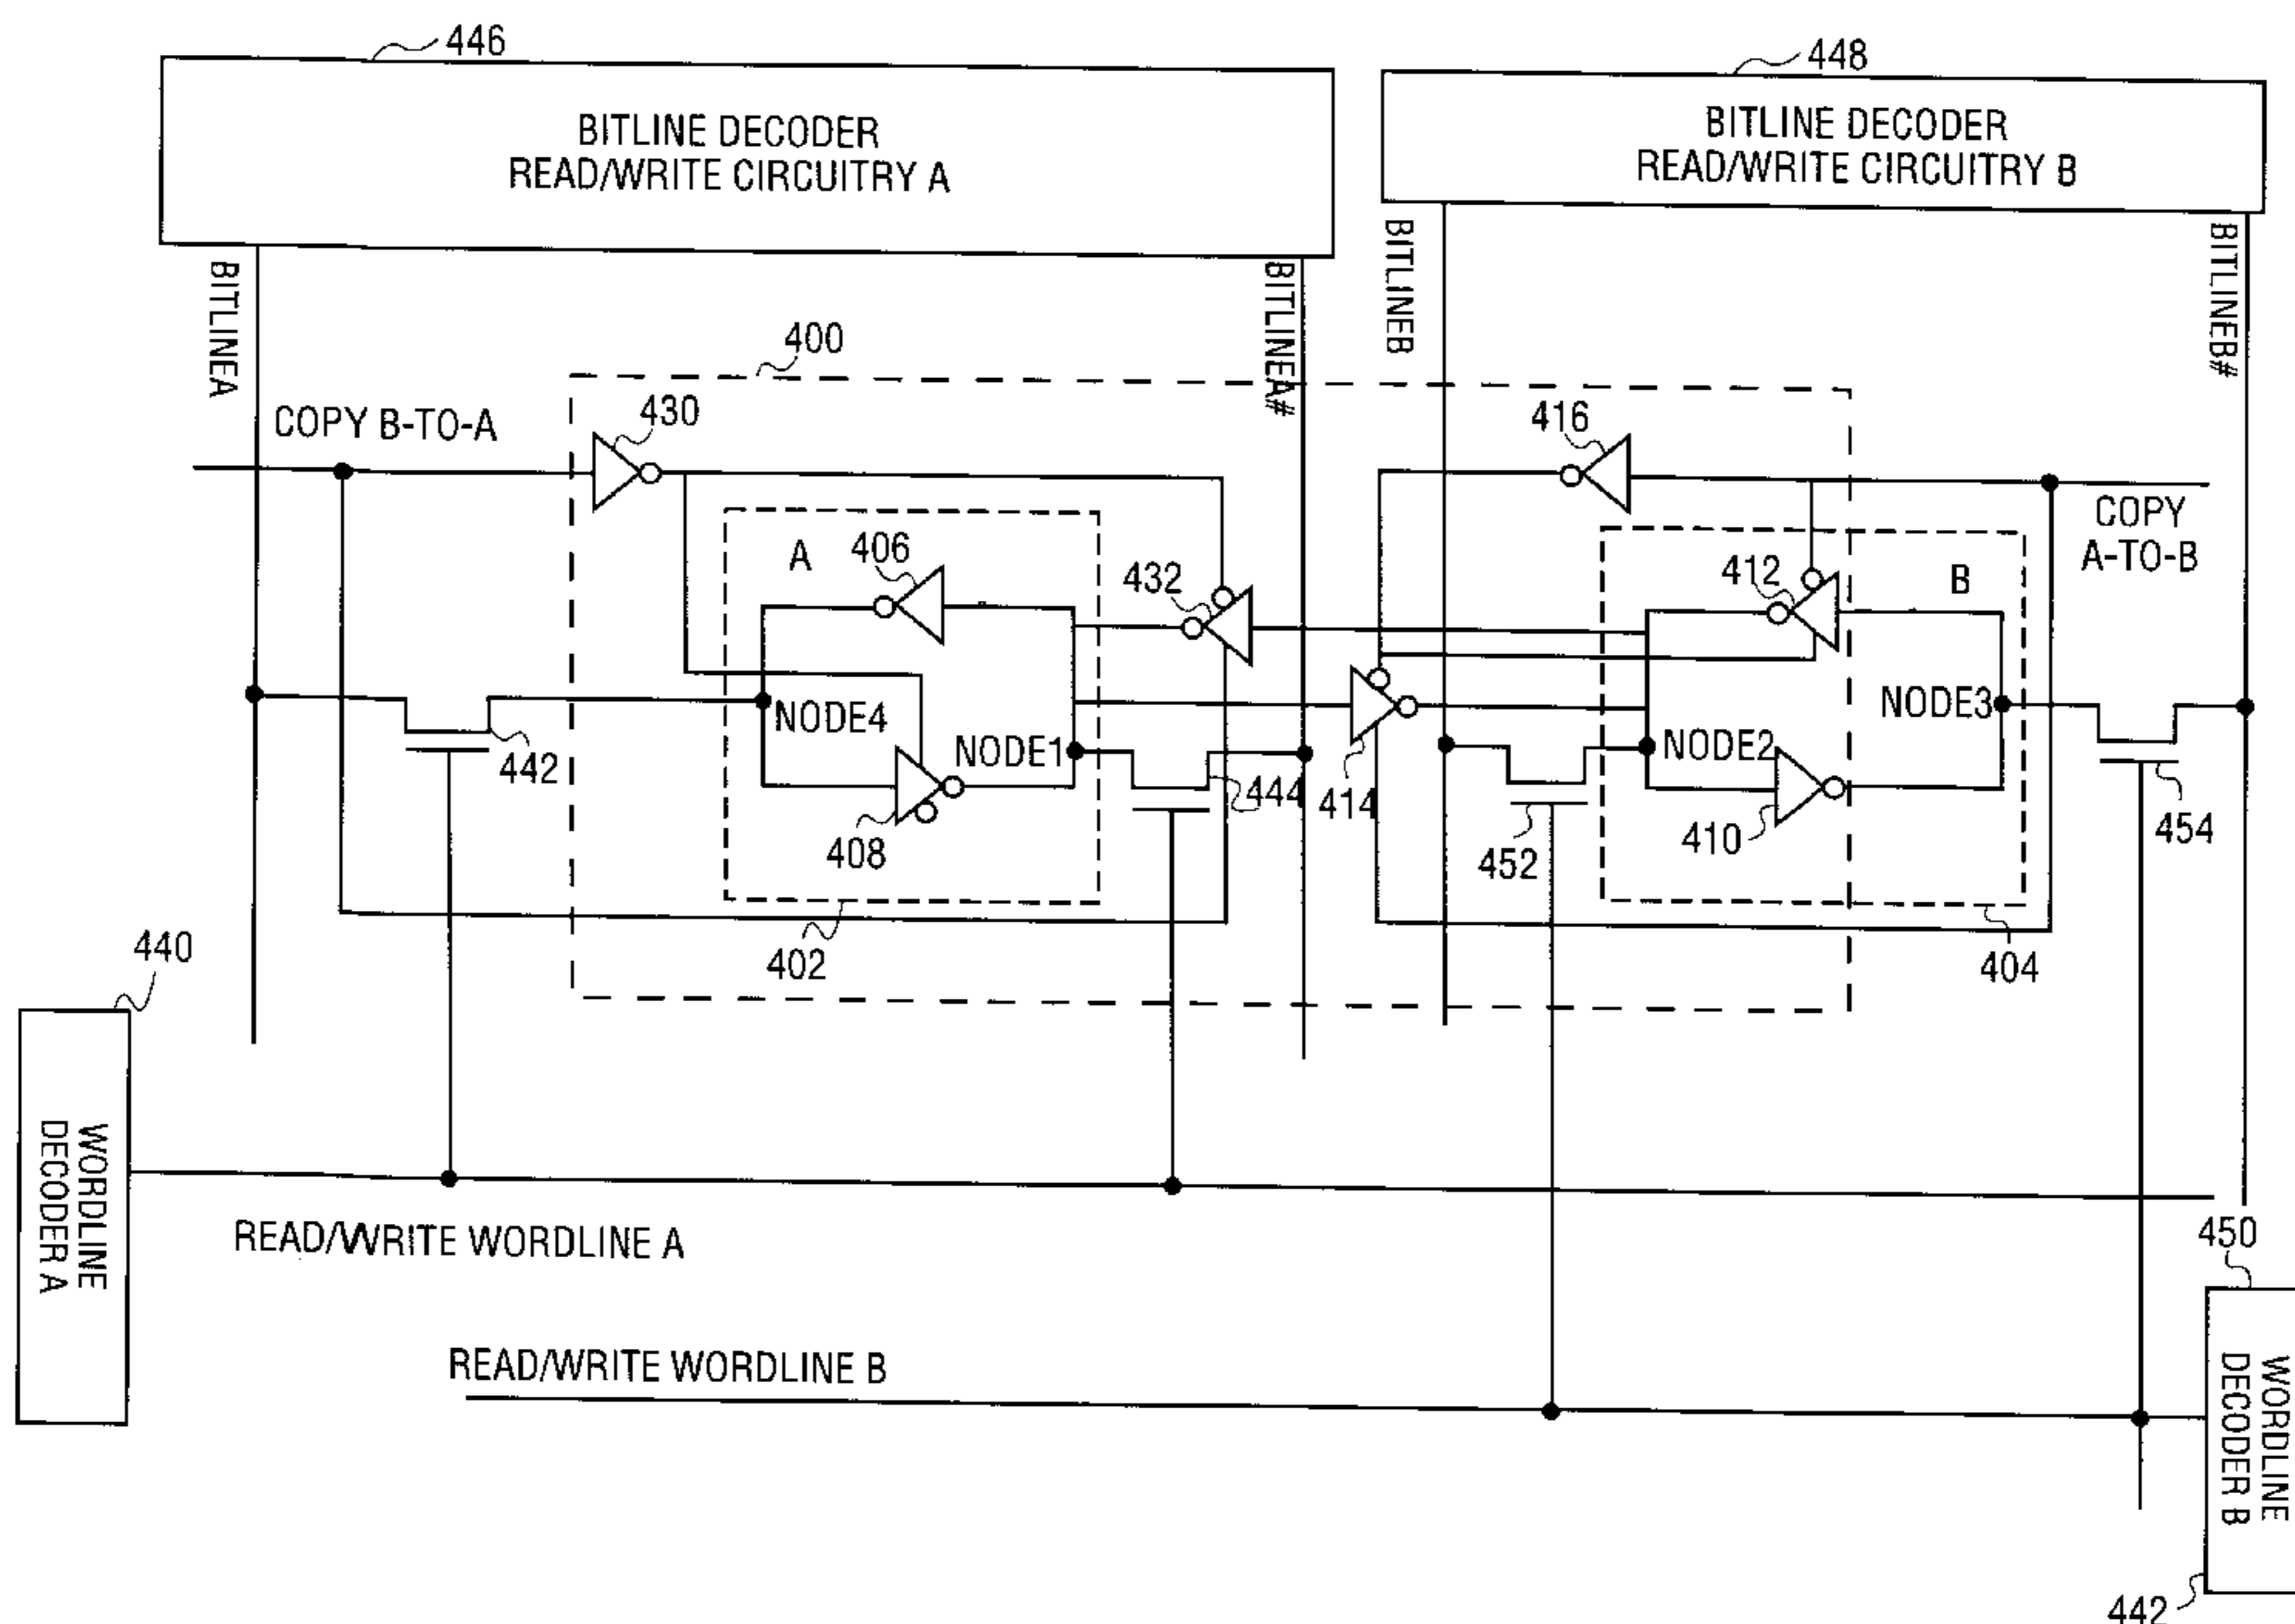 446
BITLINE DECODER
READ/WRITE CIRCUITRY A
448
BITLINE DECODER
READ/WRITE CIRCUITRY B
BITLINEA
BITLINEA#
BITLINEB
BITLINEB#
400
COPY B-TO-A
430
416
COPY
A-TO-B
A
406
432
412
B
NODE4
NODE1
NODE2
NODE3
442
408
444
414
452
410
454
402
404
440
WORDLINE
DECODER A
READ/WRITE WORDLINE A
450
READ/WRITE WORDLINE B
WORDLINE
DECODER B
442